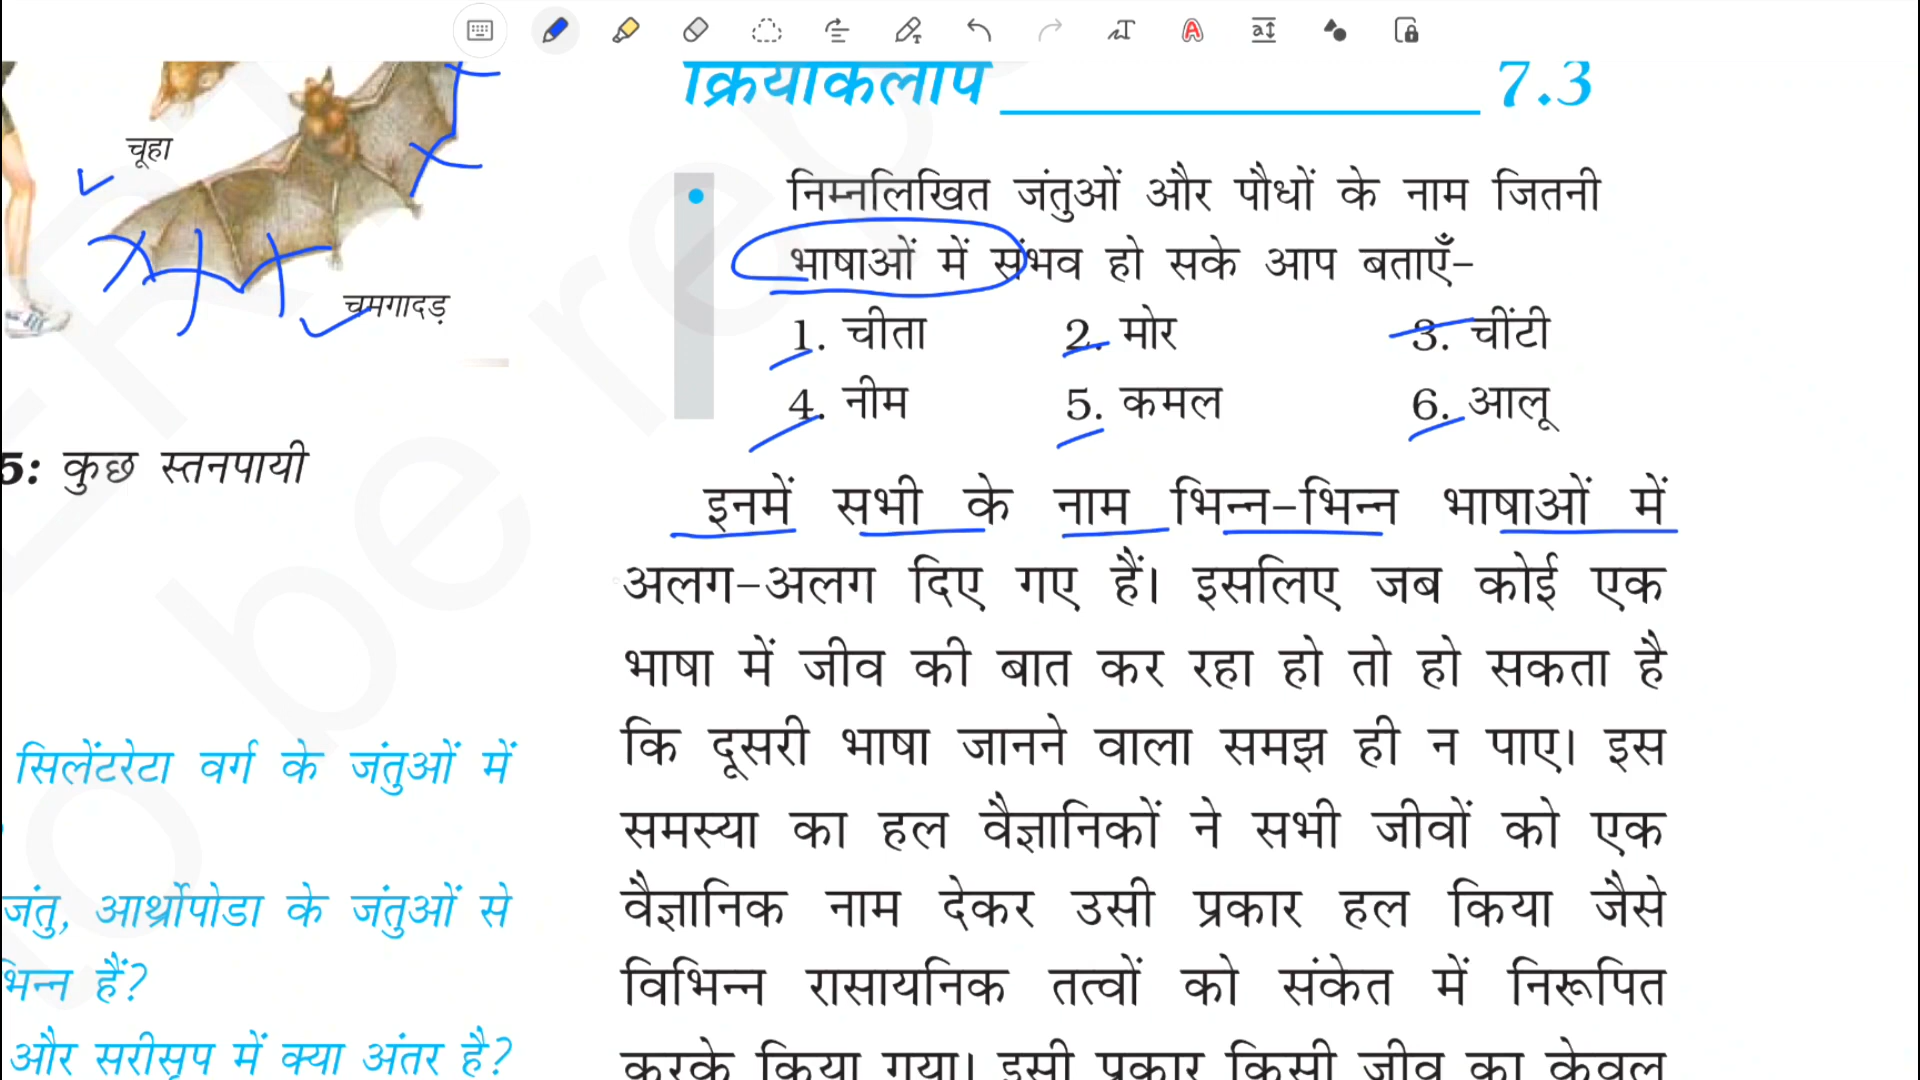 चूहा
चमगादड़
5: कुछ स्तनपायी
सिलेंटरेटा वर्ग के जंतुओं में
जंतु, आर्थ्रोपोडा के जंतुओं से
भिन्न हैं?
और सरीसृप में क्या अंतर है?
क्रियाकलाप 7.3
• निम्नलिखित जंतुओं और पौधों के नाम जितनी
भाषाओं में संभव हो सके आप बताएँ–
1. चीता 2. मोर 3. चींटी
4. नीम 5. कमल 6. आलू
इनमें सभी के नाम भिन्न-भिन्न भाषाओं में
अलग-अलग दिए गए हैं। इसलिए जब कोई एक
भाषा में जीव की बात कर रहा हो तो हो सकता है
कि दूसरी भाषा जानने वाला समझ ही न पाए। इस
समस्या का हल वैज्ञानिकों ने सभी जीवों को एक
वैज्ञानिक नाम देकर उसी प्रकार हल किया जैसे
विभिन्न रासायनिक तत्वों को संकेत में निरूपित
करके किया गया। इसी प्रकार किसी जीव का केवल